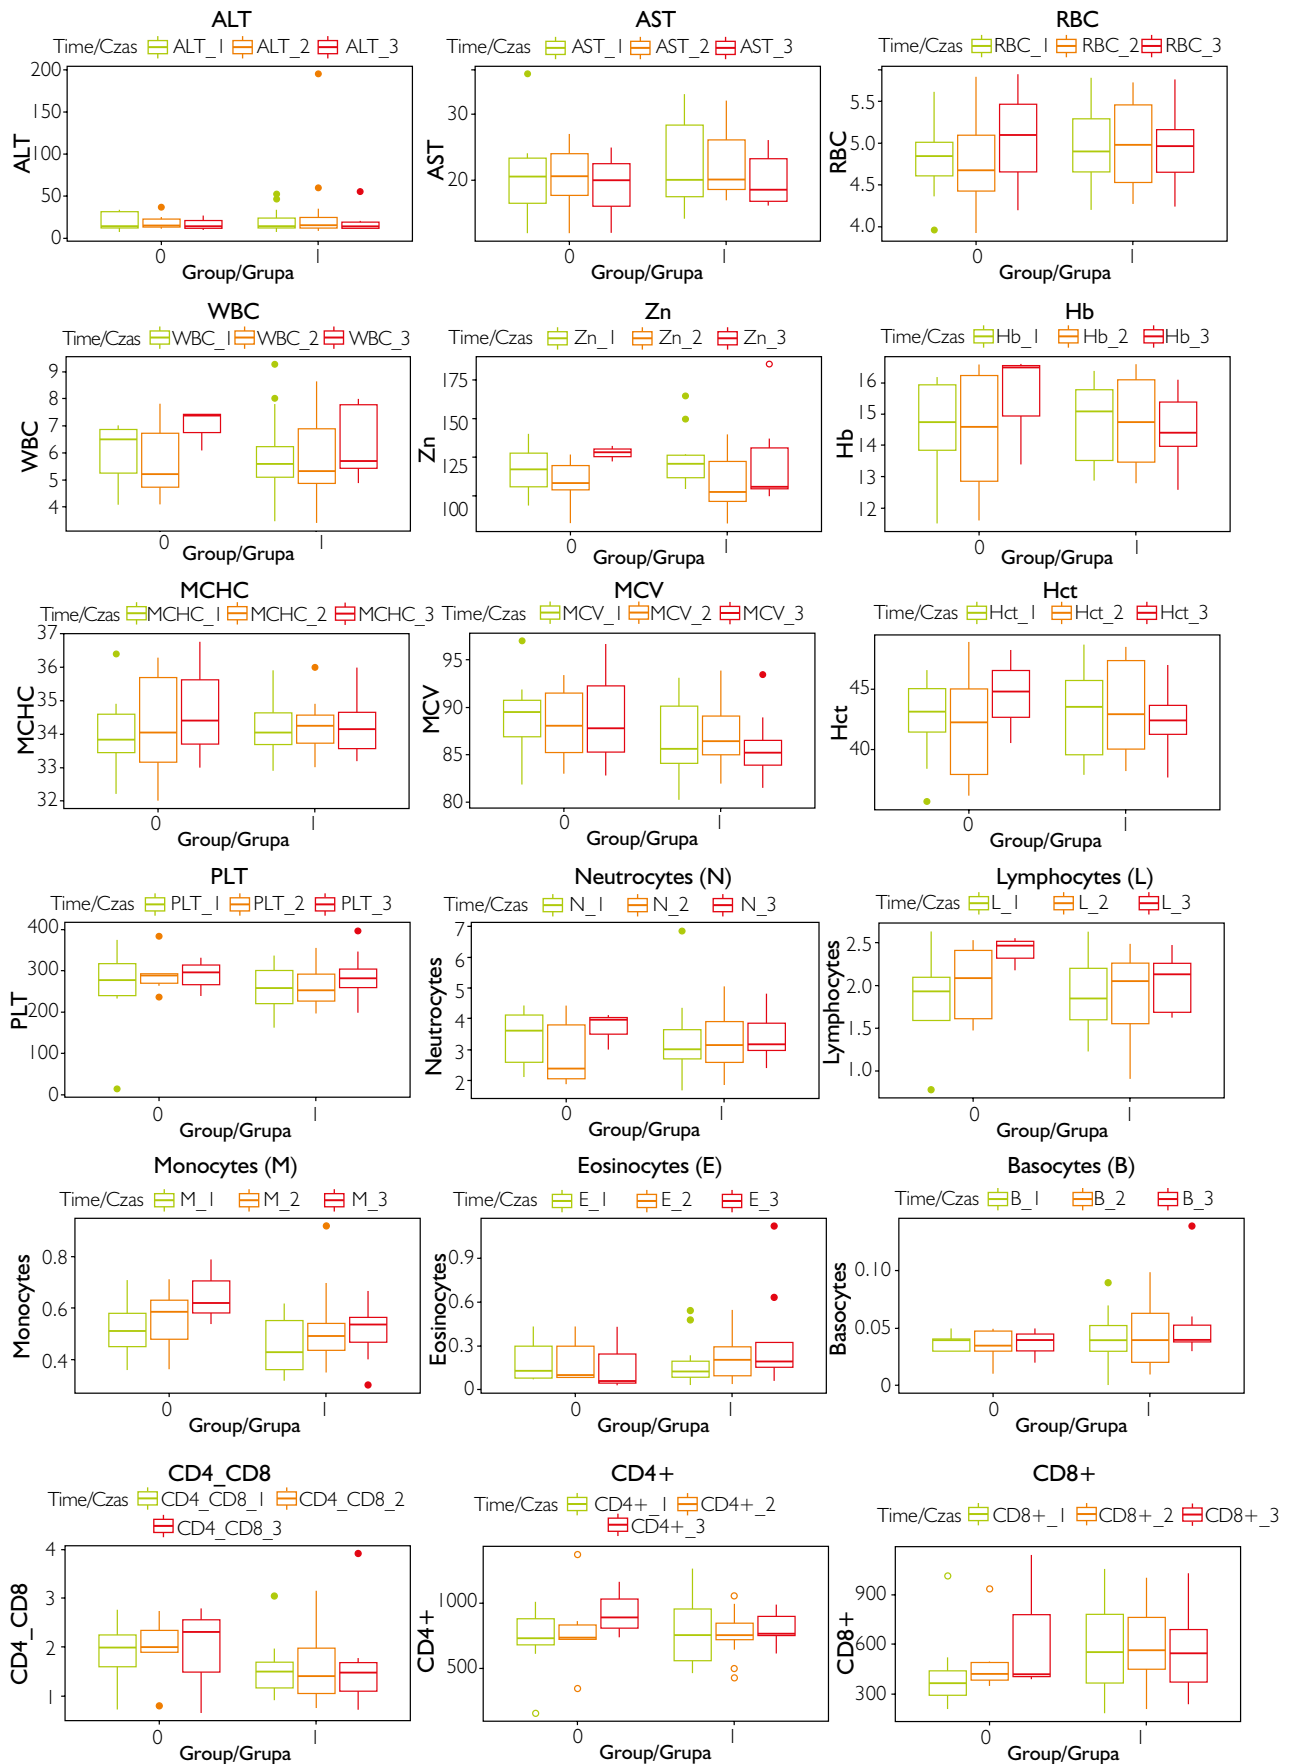 ALT
Time/Czas ALT_1 ALT_2 ALT_3
200
150
100
50
0
ALT
0 1
Group/Grupa
AST
Time/Czas AST_1 AST_2 AST_3
30
20
AST
0 1
Group/Grupa
RBC
Time/Czas RBC_1 RBC_2 RBC_3
5.5
5.0
4.5
4.0
RBC
0 1
Group/Grupa
WBC
Time/Czas WBC_1 WBC_2 WBC_3
9
8
7
6
5
4
WBC
0 1
Group/Grupa
Zn
Time/Czas Zn_1 Zn_2 Zn_3
175
150
125
100
Zn
0 1
Group/Grupa
Hb
Time/Czas Hb_1 Hb_2 Hb_3
16
15
14
13
12
Hb
0 1
Group/Grupa
MCHC
Time/Czas MCHC_1 MCHC_2 MCHC_3
37
36
35
34
33
32
MCHC
0 1
Group/Grupa
MCV
Time/Czas MCV_1 MCV_2 MCV_3
95
90
85
80
MCV
0 1
Group/Grupa
Hct
Time/Czas Hct_1 Hct_2 Hct_3
45
40
Hct
0 1
Group/Grupa
PLT
Time/Czas PLT_1 PLT_2 PLT_3
400
300
200
100
0
PLT
0 1
Group/Grupa
Neutrocytes (N)
Time/Czas N_1 N_2 N_3
7
6
5
4
3
2
Neutrocytes
0 1
Group/Grupa
Lymphocytes (L)
Time/Czas L_1 L_2 L_3
2.5
2.0
1.5
1.0
Lymphocytes
0 1
Group/Grupa
Monocytes (M)
Time/Czas M_1 M_2 M_3
0.8
0.6
0.4
Monocytes
0 1
Group/Grupa
Eosinocytes (E)
Time/Czas E_1 E_2 E_3
0.9
0.6
0.3
0
Eosinocytes
0 1
Group/Grupa
Basocytes (B)
Time/Czas B_1 B_2 B_3
0.10
0.05
0
Basocytes
0 1
Group/Grupa
CD4_CD8
Time/Czas CD4_CD8_1 CD4_CD8_2
CD4_CD8_3
4
3
2
1
CD4_CD8
0 1
Group/Grupa
CD4+
Time/Czas CD4+_1 CD4+_2
CD4+_3
1000
500
CD4+
0 1
Group/Grupa
CD8+
Time/Czas CD8+_1 CD8+_2 CD8+_3
900
600
300
CD8+
0 1
Group/Grupa